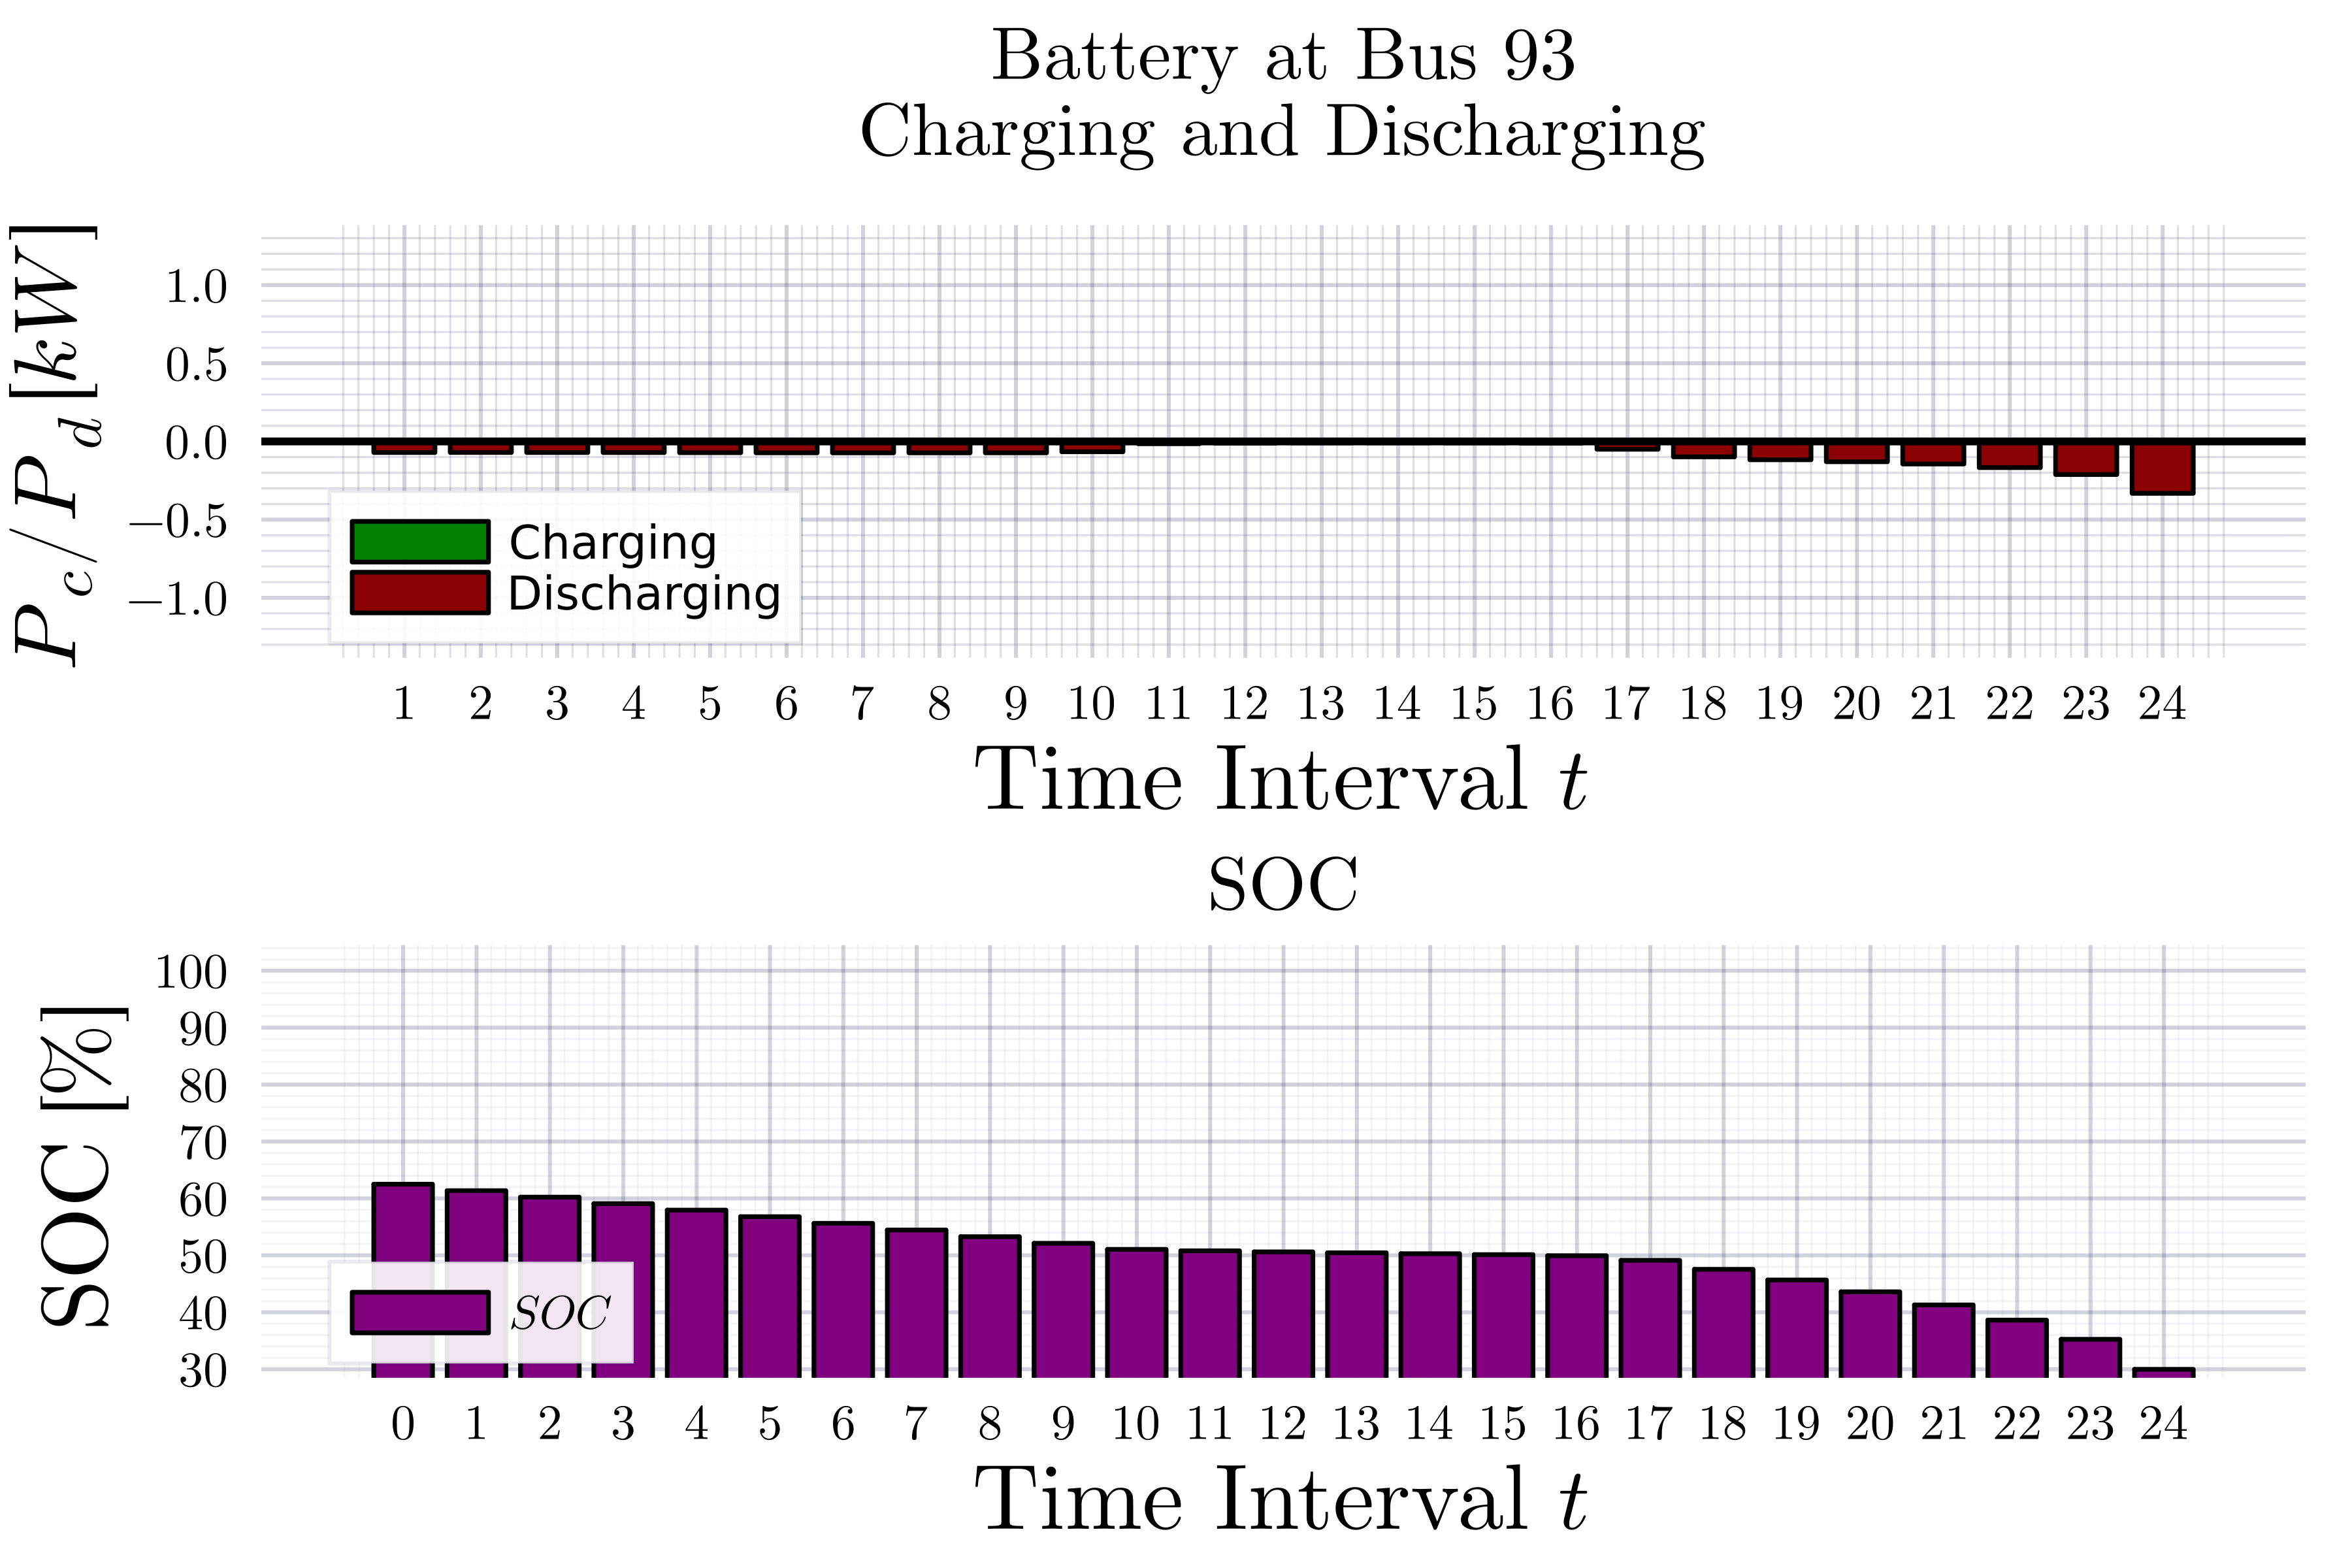 Battery at Bus 93
Charging and Discharging
P_c/P_d [kW]
1.0
0.5
0.0
−0.5
−1.0
Charging
Discharging
1 2 3 4 5 6 7 8 9 10 11 12 13 14 15 16 17 18 19 20 21 22 23 24
Time Interval t
SOC
SOC [%]
100
90
80
70
60
50
40
30
SOC
0 1 2 3 4 5 6 7 8 9 10 11 12 13 14 15 16 17 18 19 20 21 22 23 24
Time Interval t